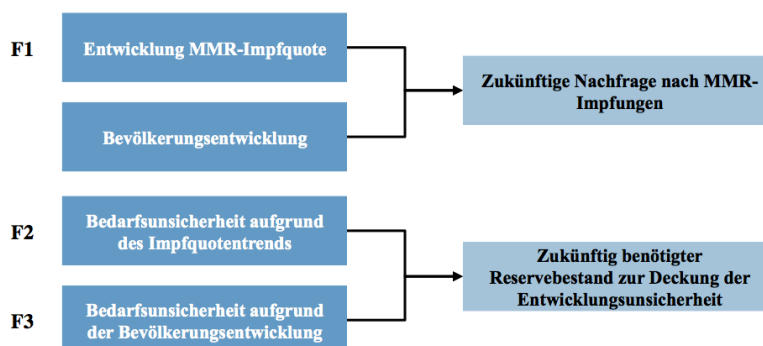 F1
Entwicklung MMR-Impfquote
Bevölkerungsentwicklung
Zukünftige Nachfrage nach MMR-
Impfungen
F2
Bedarfsunsicherheit aufgrund
des Impfquotentrends
F3
Bedarfsunsicherheit aufgrund
der Bevölkerungsentwicklung
Zukünftig benötigter
Reservebestand zur Deckung der
Entwicklungsunsicherheit